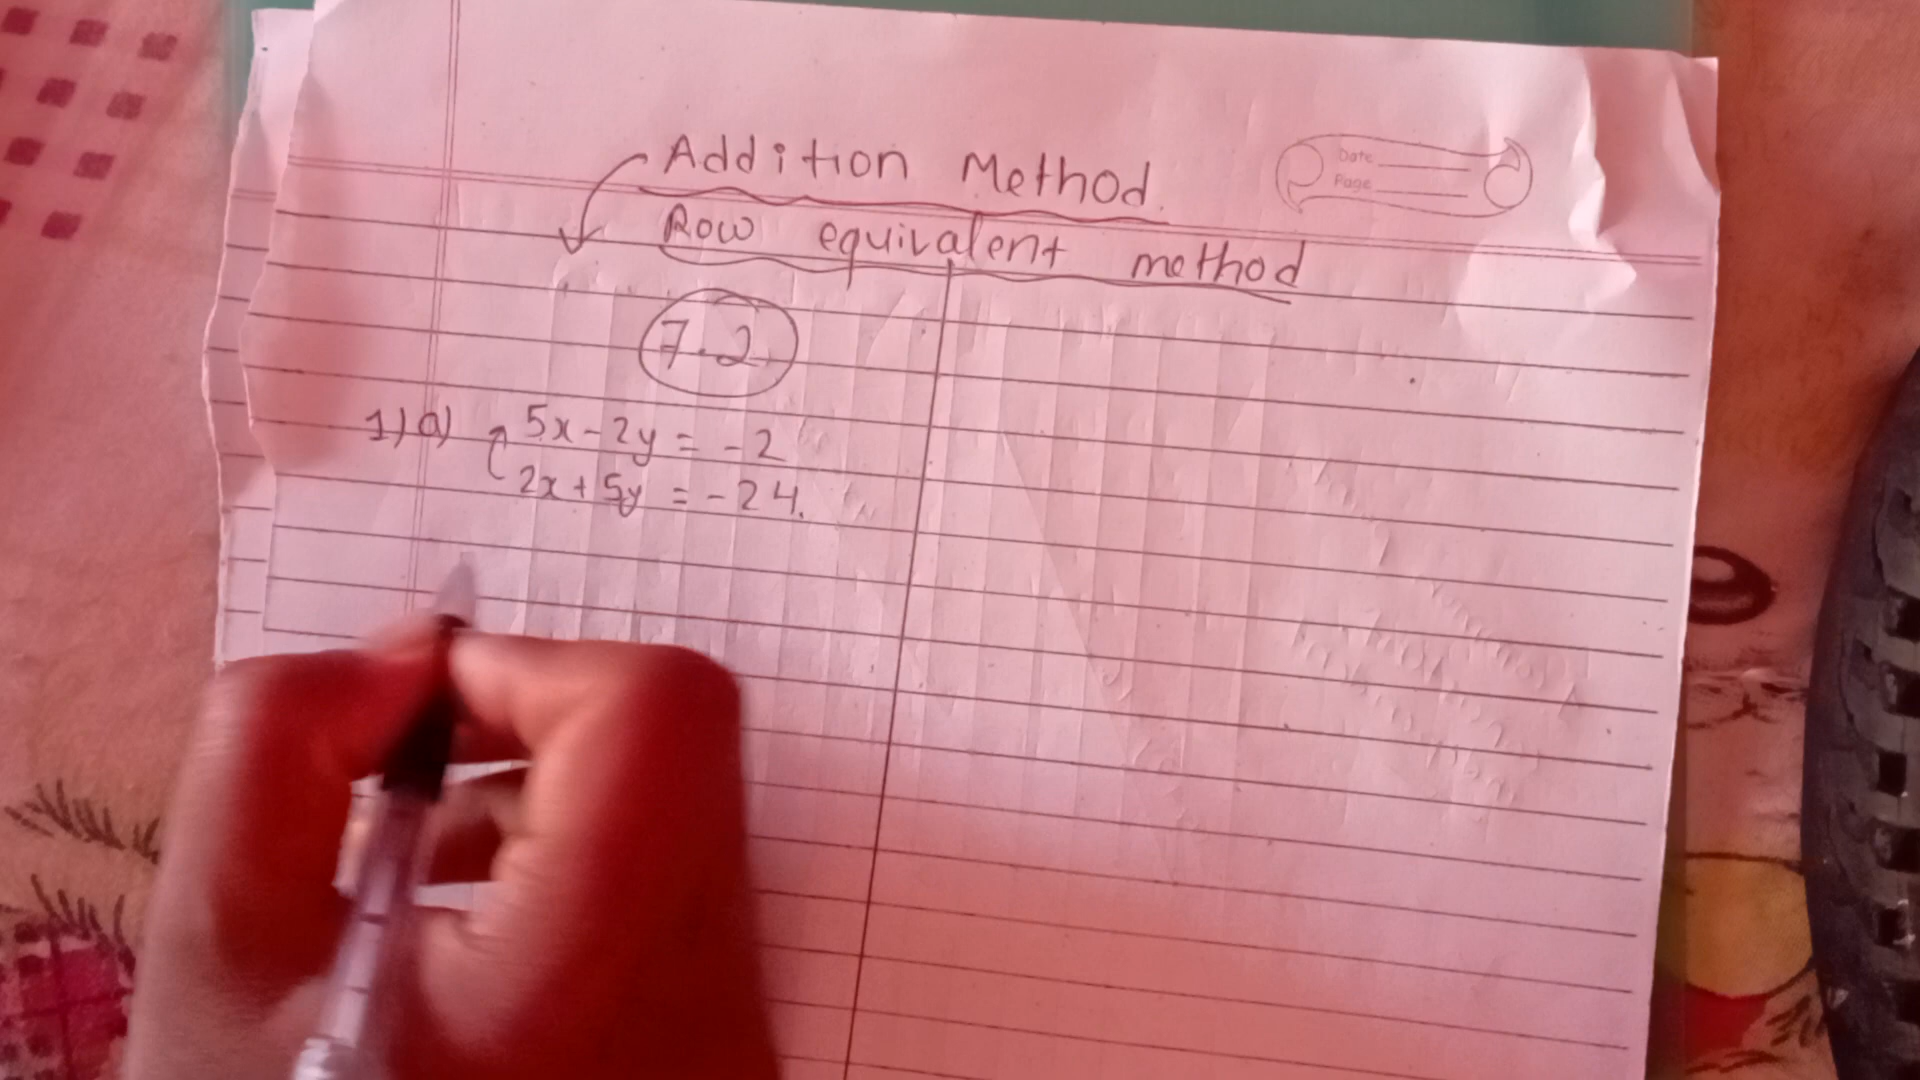 Addition Method.
Date
Page
Row equivalent method
7.2
1) a) 5x - 2y = -2
2x + 5y = -24.